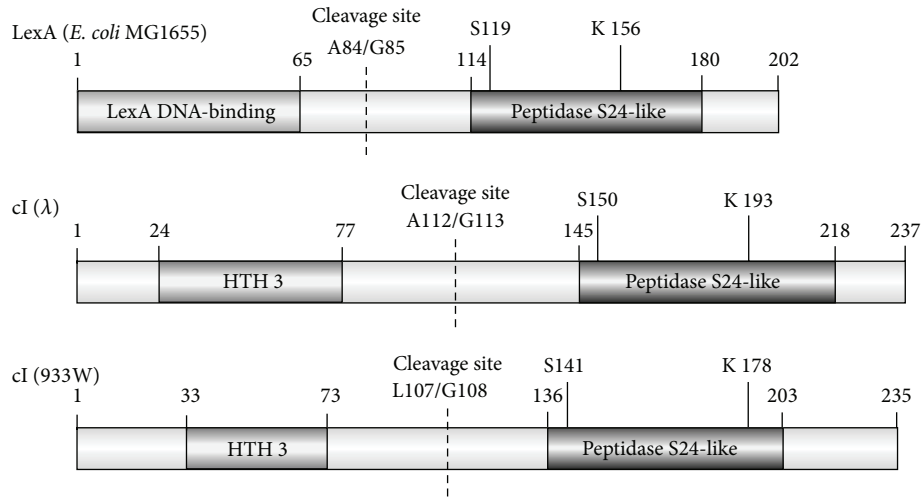 LexA (E. coli MG1655)
Cleavage site
A84/G85
S119 K 156
1 65 114 180 202
LexA DNA-binding Peptidase S24-like
cI (λ)
Cleavage site
A112/G113
S150 K 193
1 24 77 145 218 237
HTH 3 Peptidase S24-like
cI (933W)
Cleavage site
L107/G108
S141 K 178
1 33 73 136 203 235
HTH 3 Peptidase S24-like